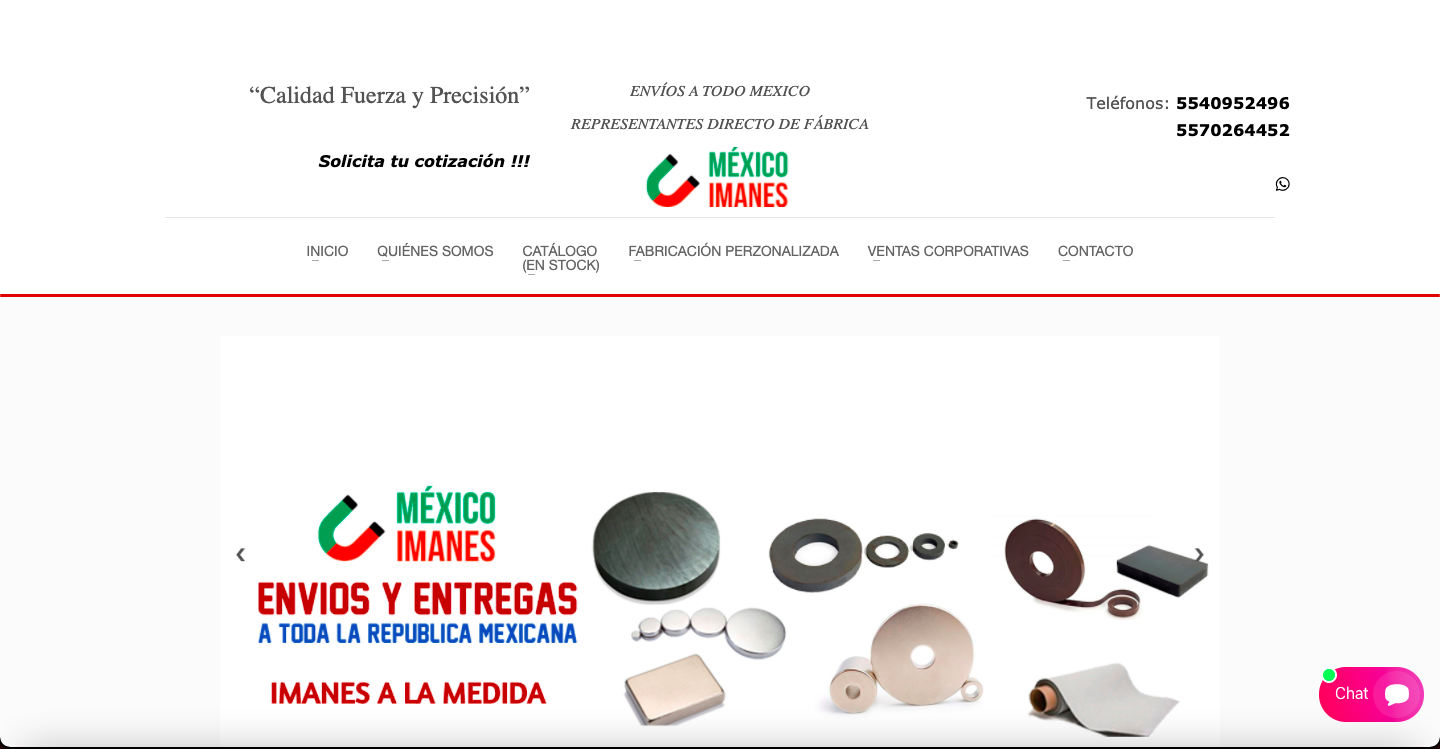 “Calidad Fuerza y Precisión”
Solicita tu cotización !!!
ENVÍOS A TODO MEXICO
REPRESENTANTES DIRECTO DE FÁBRICA
MÉXICO
IMANES
Teléfonos: 5540952496
5570264452
INICIO
QUIÉNES SOMOS
CATÁLOGO
(EN STOCK)
FABRICACIÓN PERZONALIZADA
VENTAS CORPORATIVAS
CONTACTO
MÉXICO
IMANES
ENVIOS Y ENTREGAS
A TODA LA REPUBLICA MEXICANA
IMANES A LA MEDIDA
Chat